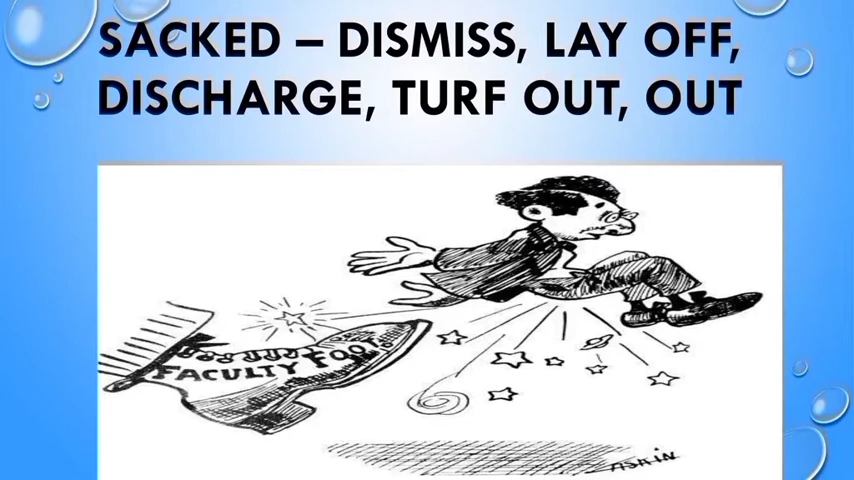 SACKED – DISMISS, LAY OFF,
DISCHARGE, TURF OUT, OUT
FACULTY FOOT